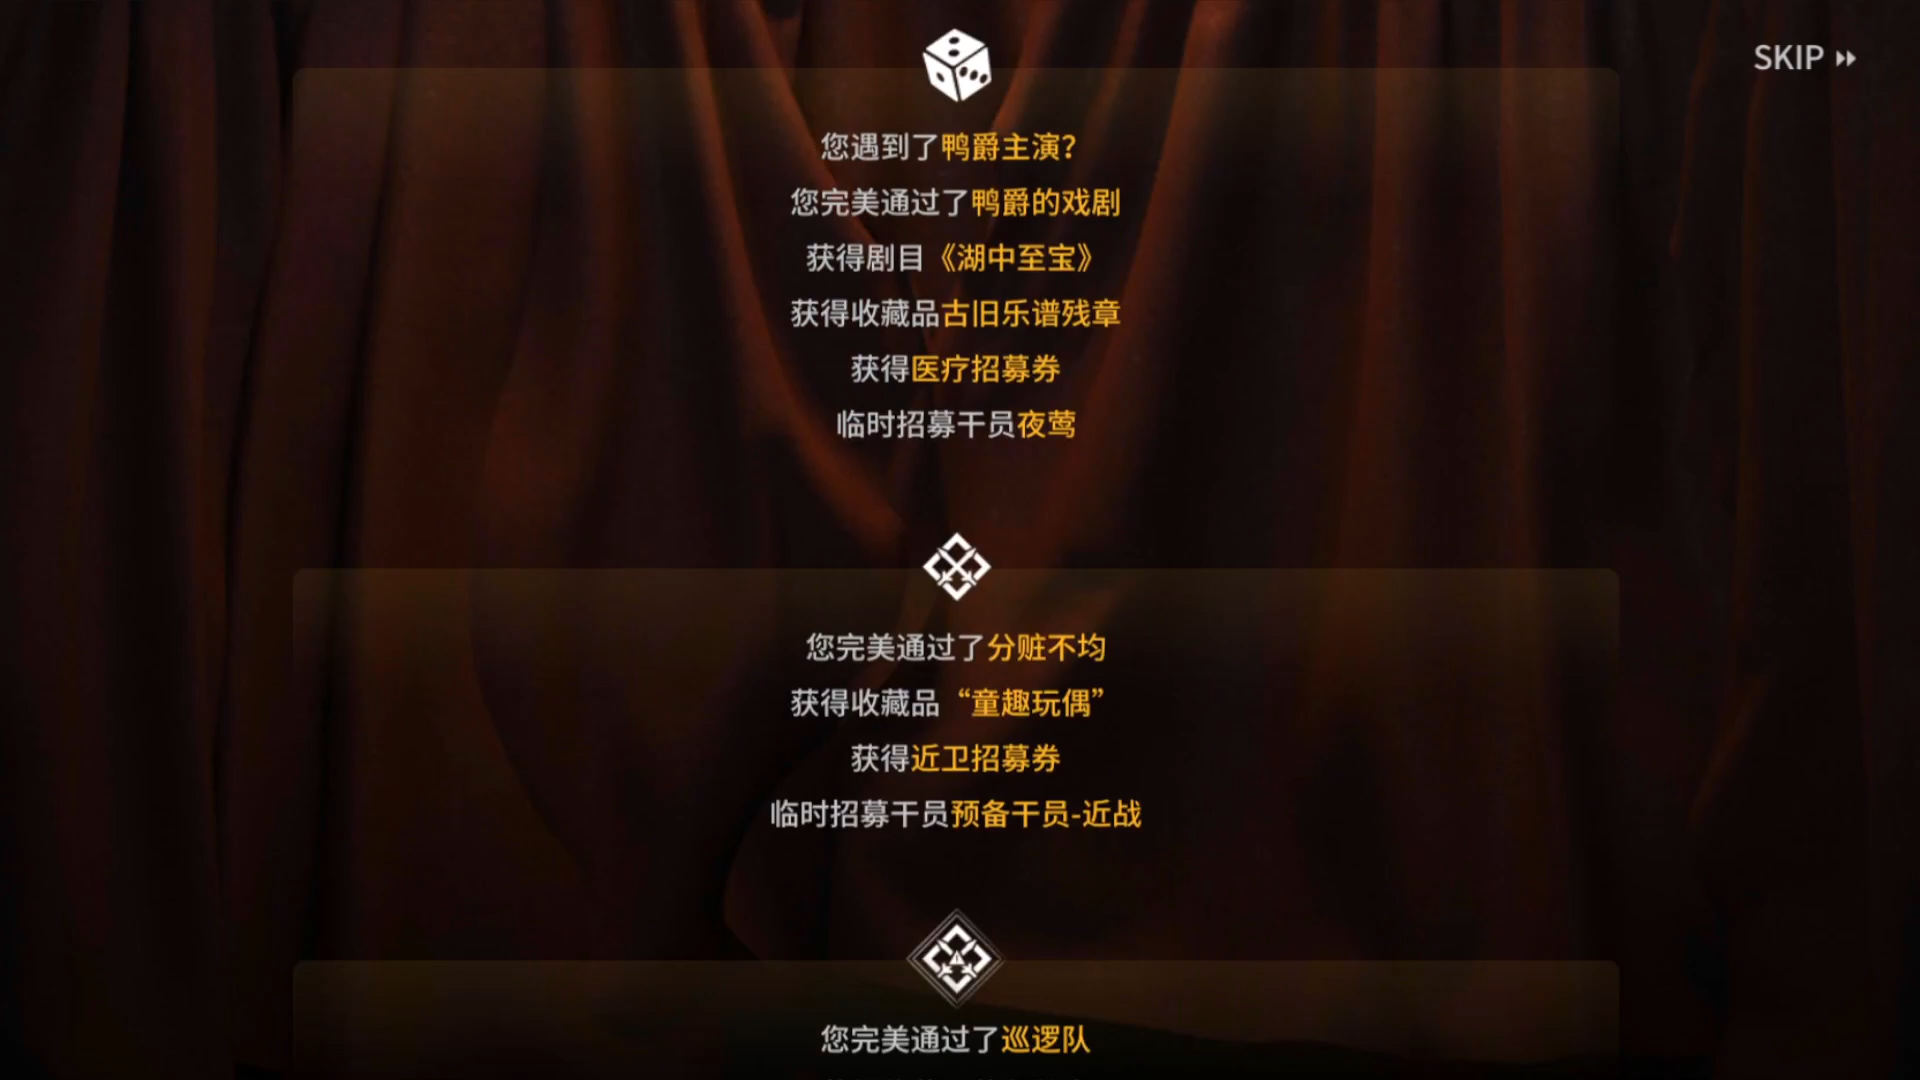 SKIP
您遇到了鸭爵主演？
您完美通过了鸭爵的戏剧
获得剧目《湖中至宝》
获得收藏品古旧乐谱残章
获得医疗招募券
临时招募干员夜莺
您完美通过了分赃不均
获得收藏品“童趣玩偶”
获得近卫招募券
临时招募干员预备干员-近战
您完美通过了巡逻队